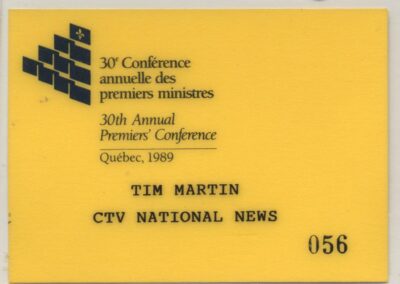 30e Conférence
annuelle des
premiers ministres
30th Annual
Premiers' Conference
Québec, 1989
TIM MARTIN
CTV NATIONAL NEWS
056